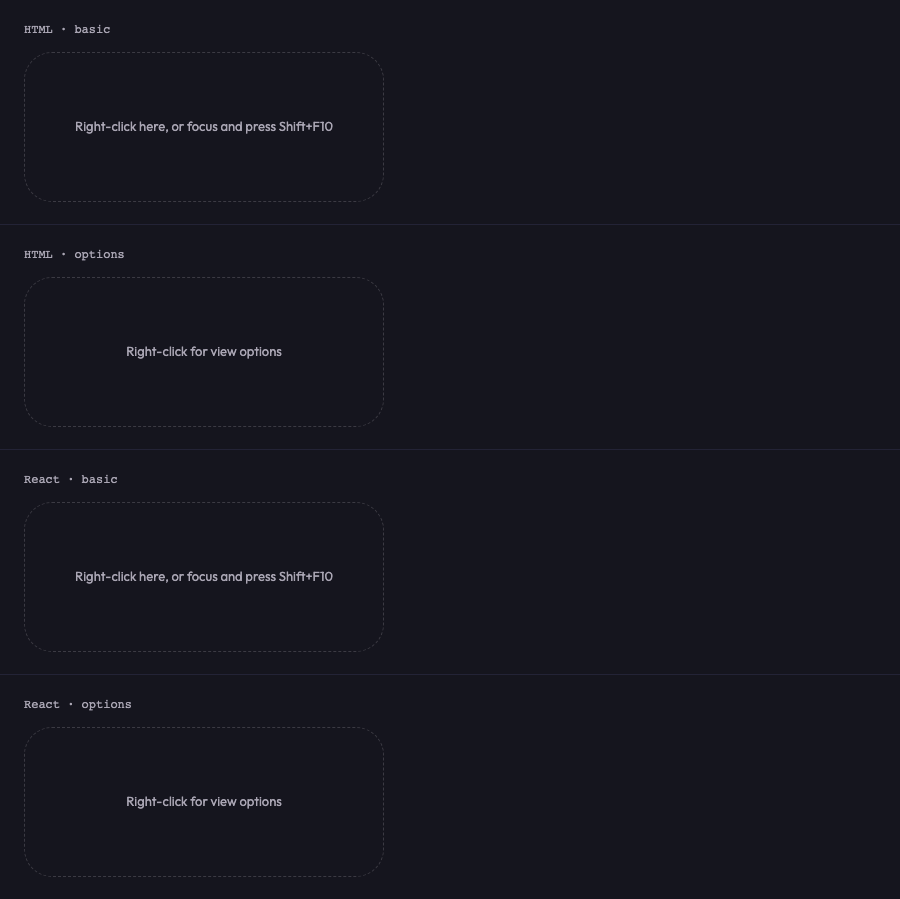 HTML • basic
Right-click here, or focus and press Shift+F10
HTML • options
Right-click for view options
React • basic
Right-click here, or focus and press Shift+F10
React • options
Right-click for view options